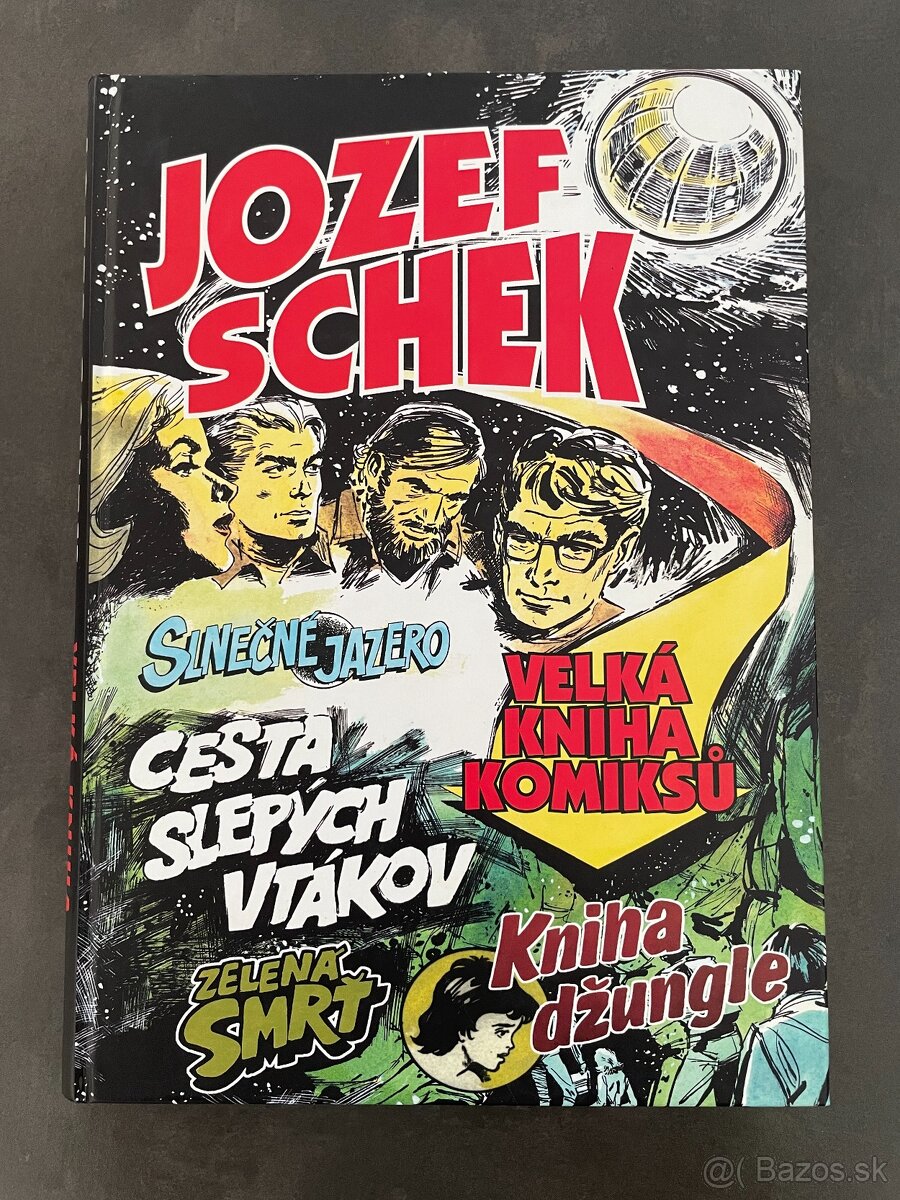 JOZEF
SCHEK
SLNEČNÉ JAZERO
VELKÁ
KNIHA
KOMIKSŮ
CESTA
SLEPÝCH
VTÁKOV
ZELENÁ
SMRŤ
Kniha
džungle
@( Bazos.sk